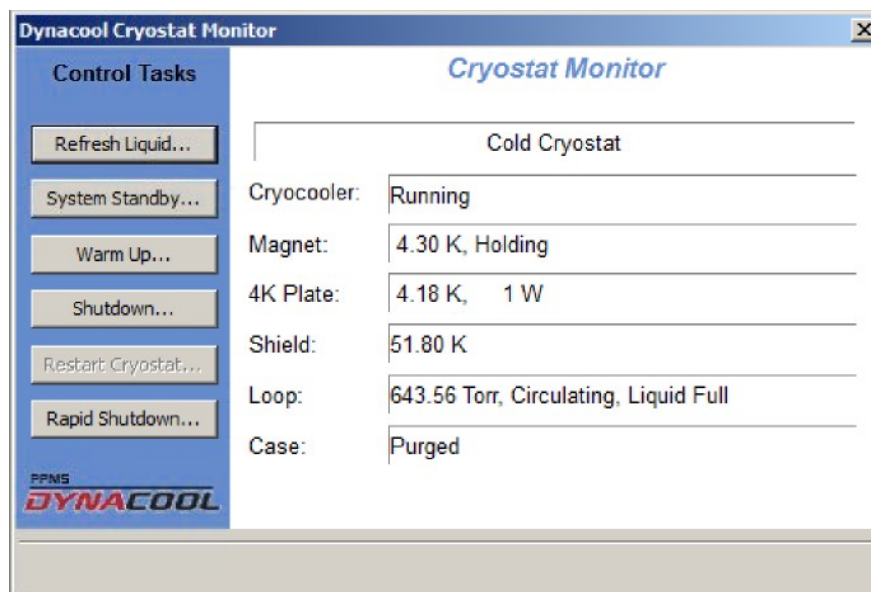 Dynacool Cryostat Monitor
Control Tasks
Refresh Liquid...
System Standby...
Warm Up...
Shutdown...
Restart Cryostat...
Rapid Shutdown...
PPMS
DYNACOOL
Cryostat Monitor
Cold Cryostat
Cryocooler: Running
Magnet: 4.30 K, Holding
4K Plate: 4.18 K, 1 W
Shield: 51.80 K
Loop: 643.56 Torr, Circulating, Liquid Full
Case: Purged